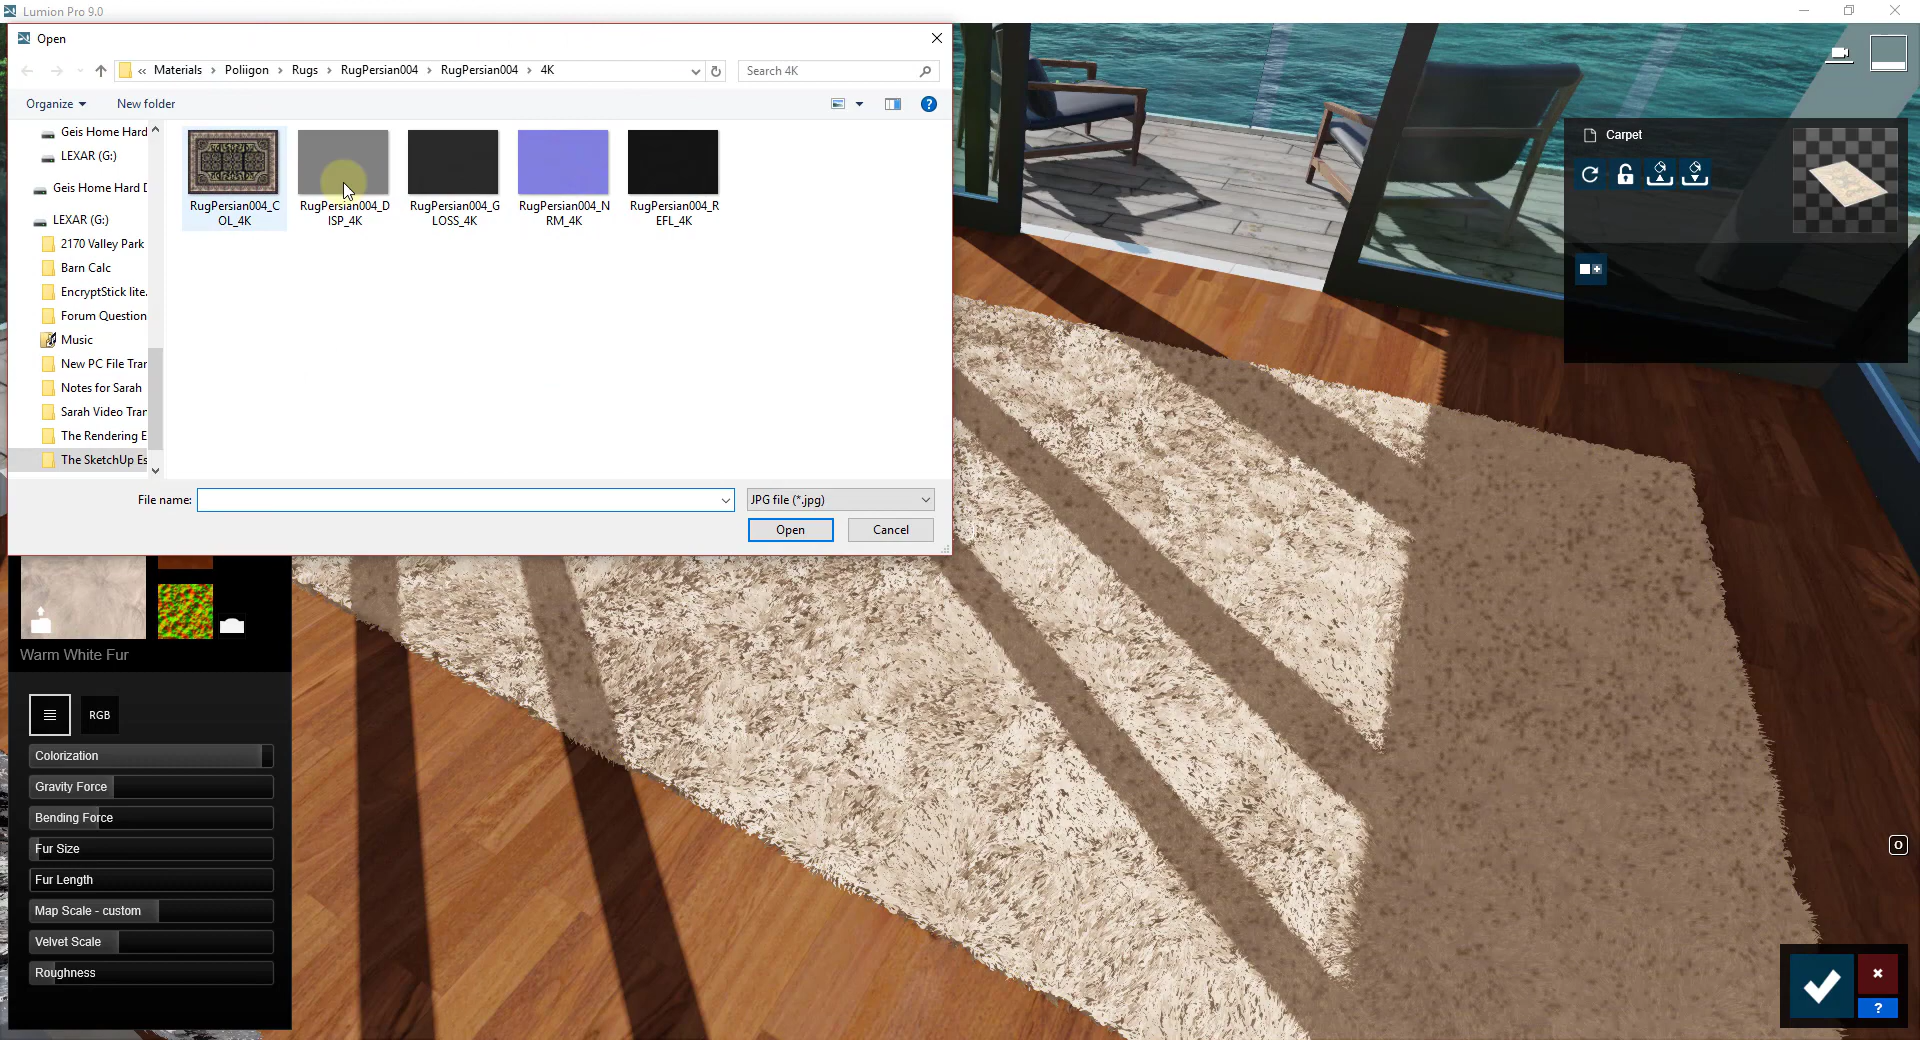 Lumion Pro 9.0
Open
« Materials › Poliigon › Rugs › RugPersian004 › RugPersian004 › 4K
Search 4K
Organize
New folder
Geis Home Hard
LEXAR (G:)
Geis Home Hard D
LEXAR (G:)
2170 Valley Park
Barn Calc
EncryptStick lite.
Forum Question
Music
New PC File Tran
Notes for Sarah
Sarah Video Tran
The Rendering E
The SketchUp Es
RugPersian004_C
OL_4K
RugPersian004_D
ISP_4K
RugPersian004_G
LOSS_4K
RugPersian004_N
RM_4K
RugPersian004_R
EFL_4K
File name:
JPG file (*.jpg)
Open
Cancel
Carpet
Warm White Fur
RGB
Colorization
Gravity Force
Bending Force
Fur Size
Fur Length
Map Scale - custom
Velvet Scale
Roughness
O
?